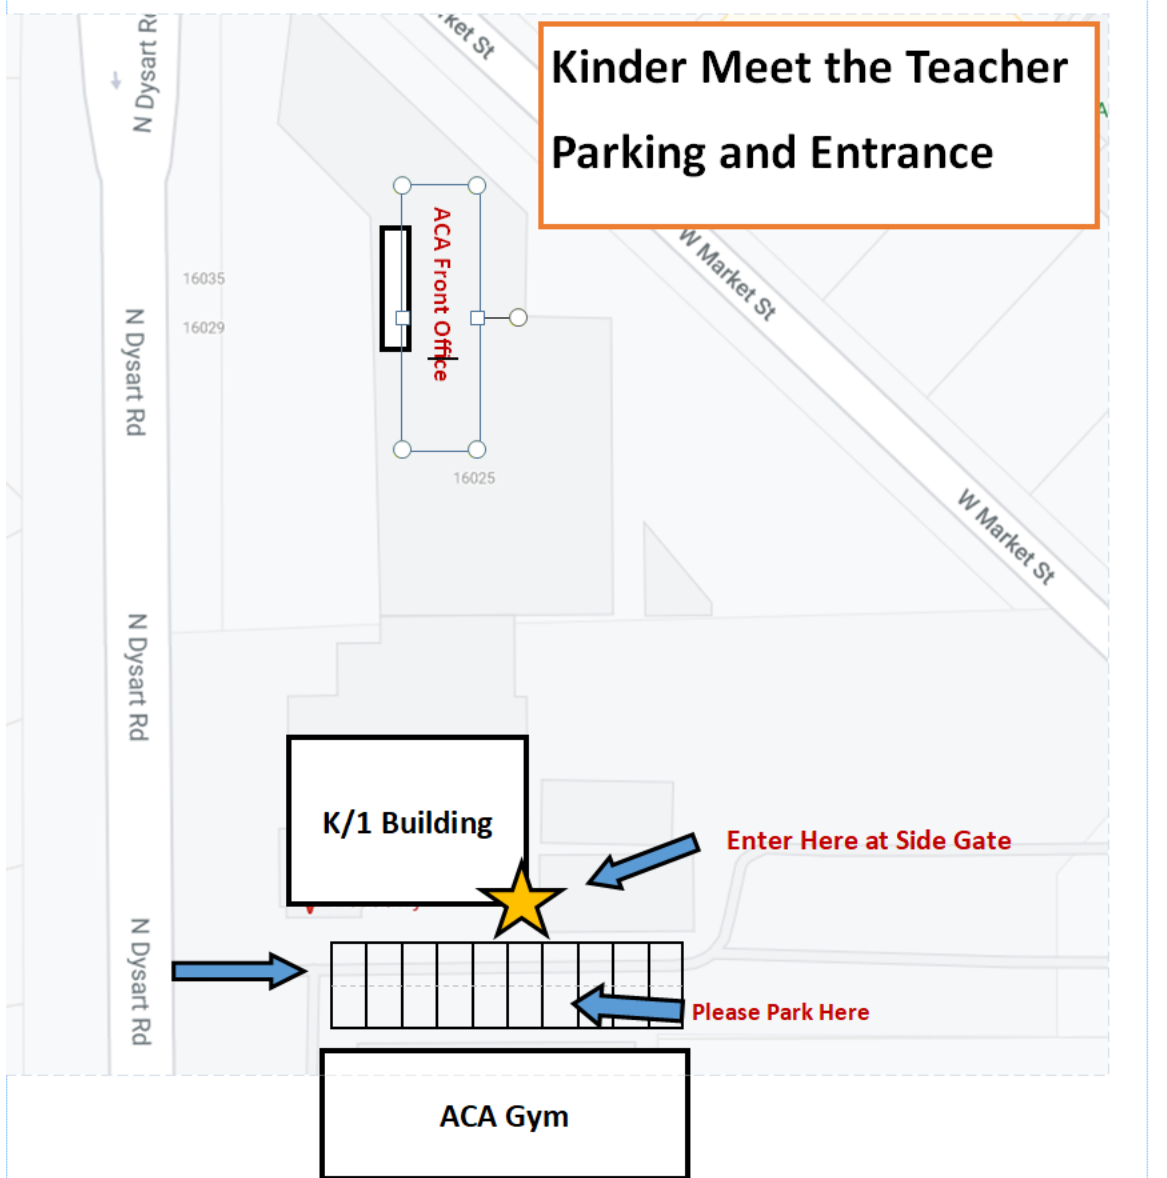 N Dysart R
ket St
Kinder Meet the Teacher
Parking and Entrance
ACA Front Office
W Market St
16035
16029
N Dysart Rd
16025
W Market St
N Dysart Rd
K/1 Building
Enter Here at Side Gate
N Dysart Rd
Please Park Here
ACA Gym